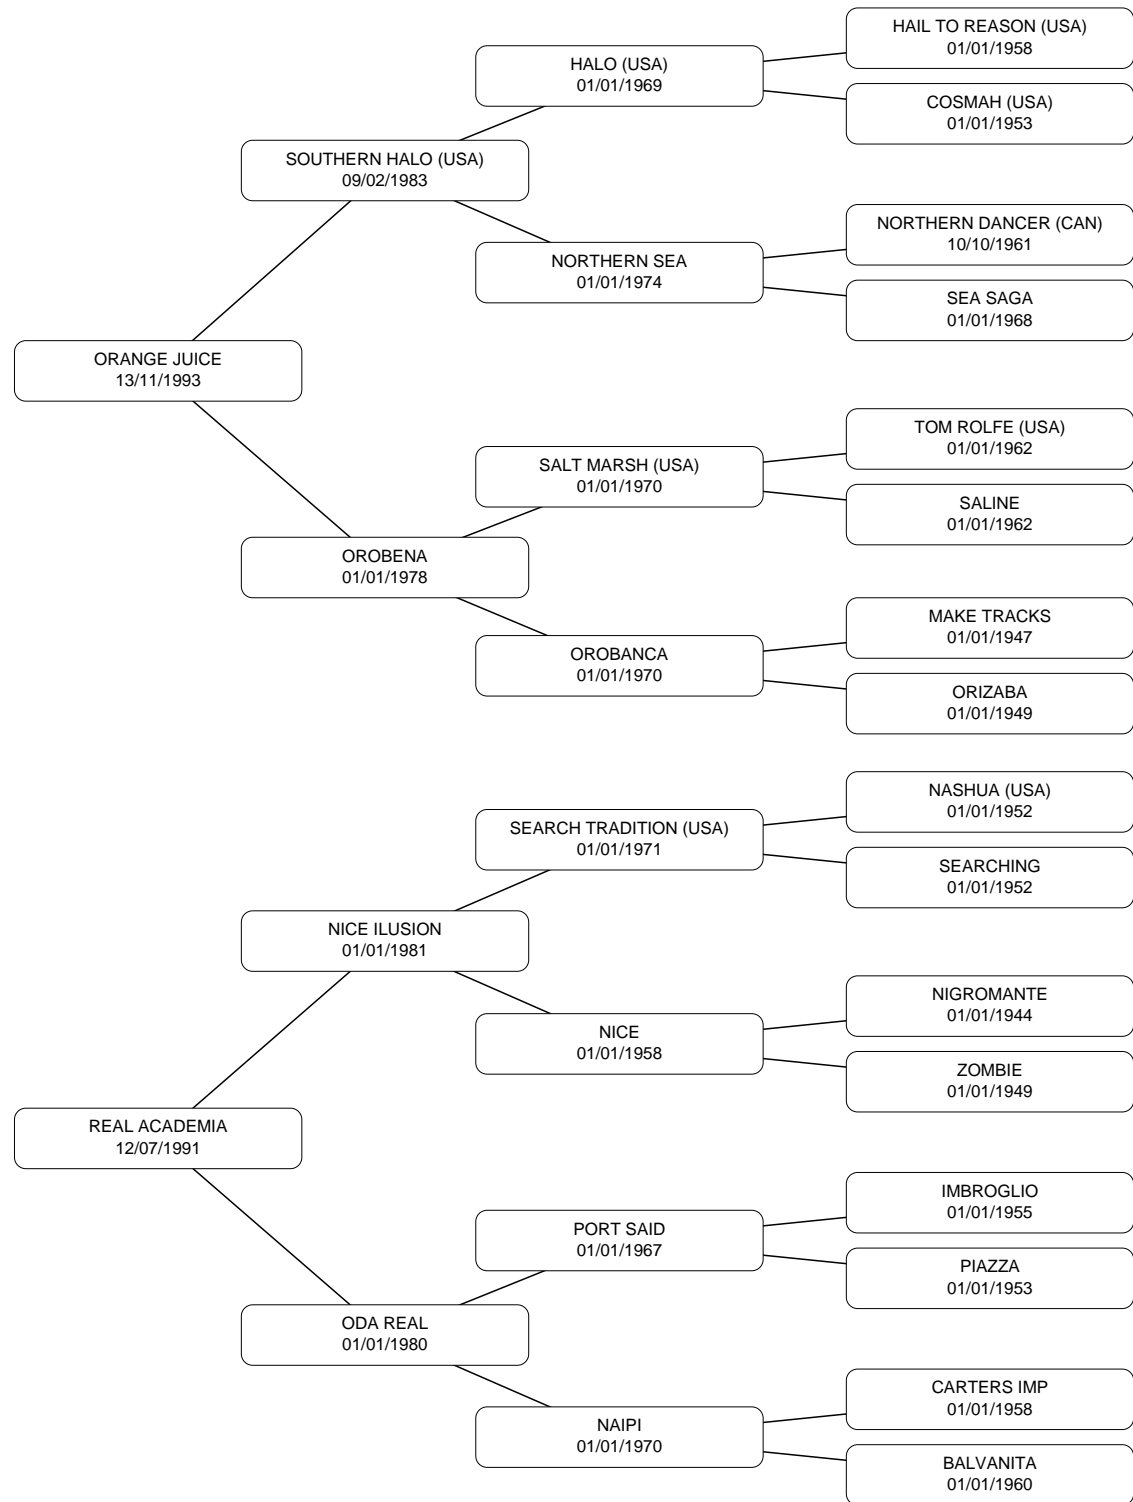 HAIL TO REASON (USA)
01/01/1958
HALO (USA)
01/01/1969
COSMAH (USA)
01/01/1953
SOUTHERN HALO (USA)
09/02/1983
NORTHERN DANCER (CAN)
10/10/1961
NORTHERN SEA
01/01/1974
SEA SAGA
01/01/1968
ORANGE JUICE
13/11/1993
TOM ROLFE (USA)
01/01/1962
SALT MARSH (USA)
01/01/1970
SALINE
01/01/1962
OROBENA
01/01/1978
MAKE TRACKS
01/01/1947
OROBANCA
01/01/1970
ORIZABA
01/01/1949
NASHUA (USA)
01/01/1952
SEARCH TRADITION (USA)
01/01/1971
SEARCHING
01/01/1952
NICE ILUSION
01/01/1981
NIGROMANTE
01/01/1944
NICE
01/01/1958
ZOMBIE
01/01/1949
REAL ACADEMIA
12/07/1991
IMBROGLIO
01/01/1955
PORT SAID
01/01/1967
PIAZZA
01/01/1953
ODA REAL
01/01/1980
CARTERS IMP
01/01/1958
NAIPI
01/01/1970
BALVANITA
01/01/1960